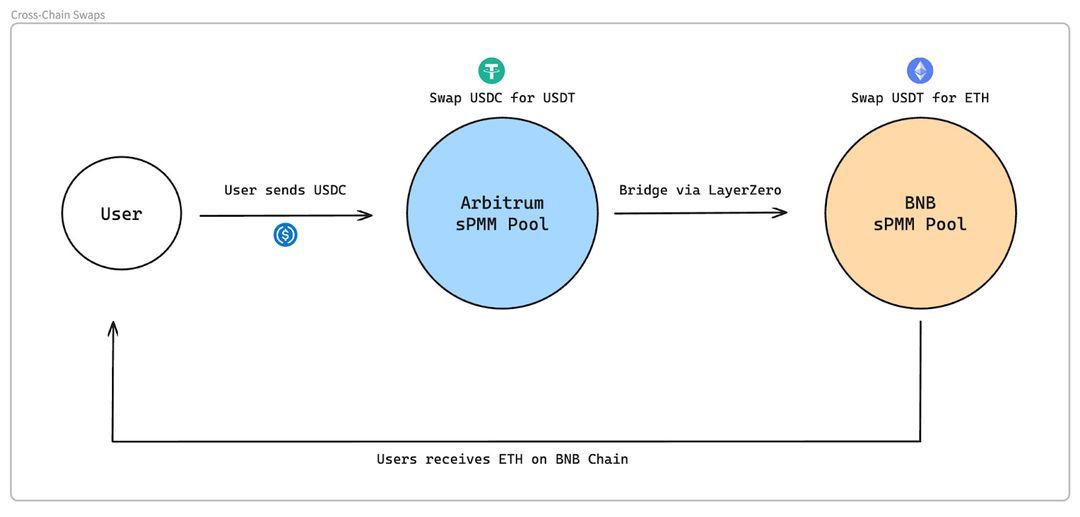 Cross-Chain Swaps
Swap USDC for USDT
Swap USDT for ETH
User sends USDC
Bridge via LayerZero
User
Arbitrum
sPMM Pool
BNB
sPMM Pool
Users receives ETH on BNB Chain